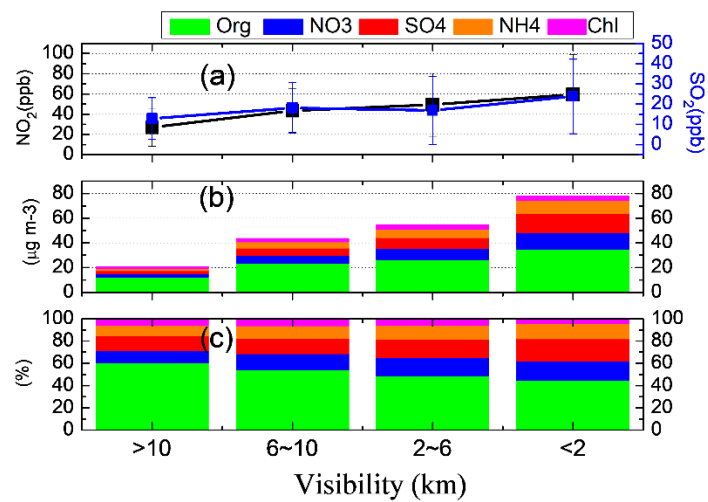 Org NO3 SO4 NH4 Chl
100 80 60 40 20 0
NO2(ppb)
(a)
50 40 30 20 10 0
SO2(ppb)
80 60 40 20 0
(μg m-3)
(b)
80 60 40 20 0
100 80 60 40 20 0
(%)
(c)
100 80 60 40 20 0
>10 6~10 2~6 <2
Visibility (km)